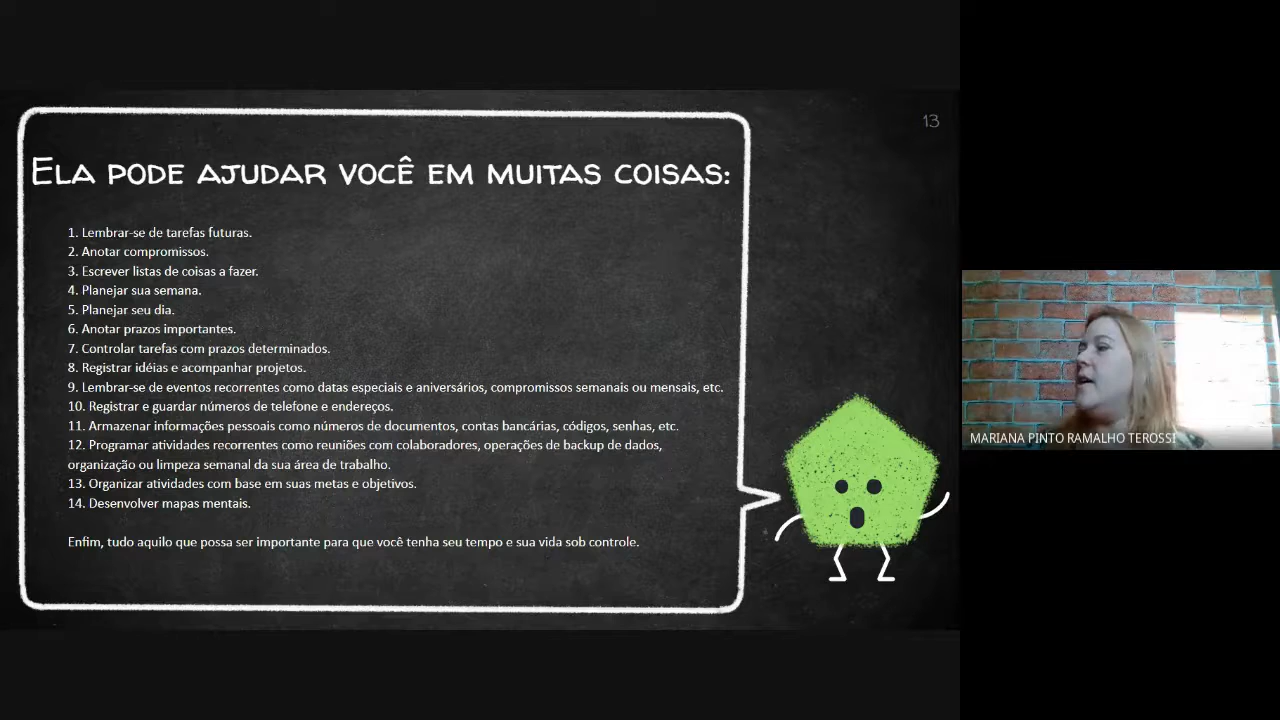 13
ELA PODE AJUDAR VOCÊ EM MUITAS COISAS:
1. Lembrar-se de tarefas futuras.
2. Anotar compromissos.
3. Escrever listas de coisas a fazer.
4. Planejar sua semana.
5. Planejar seu dia.
6. Anotar prazos importantes.
7. Controlar tarefas com prazos determinados.
8. Registrar idéias e acompanhar projetos.
9. Lembrar-se de eventos recorrentes como datas especiais e aniversários, compromissos semanais ou mensais, etc.
10. Registrar e guardar números de telefone e endereços.
11. Armazenar informações pessoais como números de documentos, contas bancárias, códigos, senhas, etc.
12. Programar atividades recorrentes como reuniões com colaboradores, operações de backup de dados,
organização ou limpeza semanal da sua área de trabalho.
13. Organizar atividades com base em suas metas e objetivos.
14. Desenvolver mapas mentais.
Enfim, tudo aquilo que possa ser importante para que você tenha seu tempo e sua vida sob controle.
MARIANA PINTO RAMALHO TEROSSI